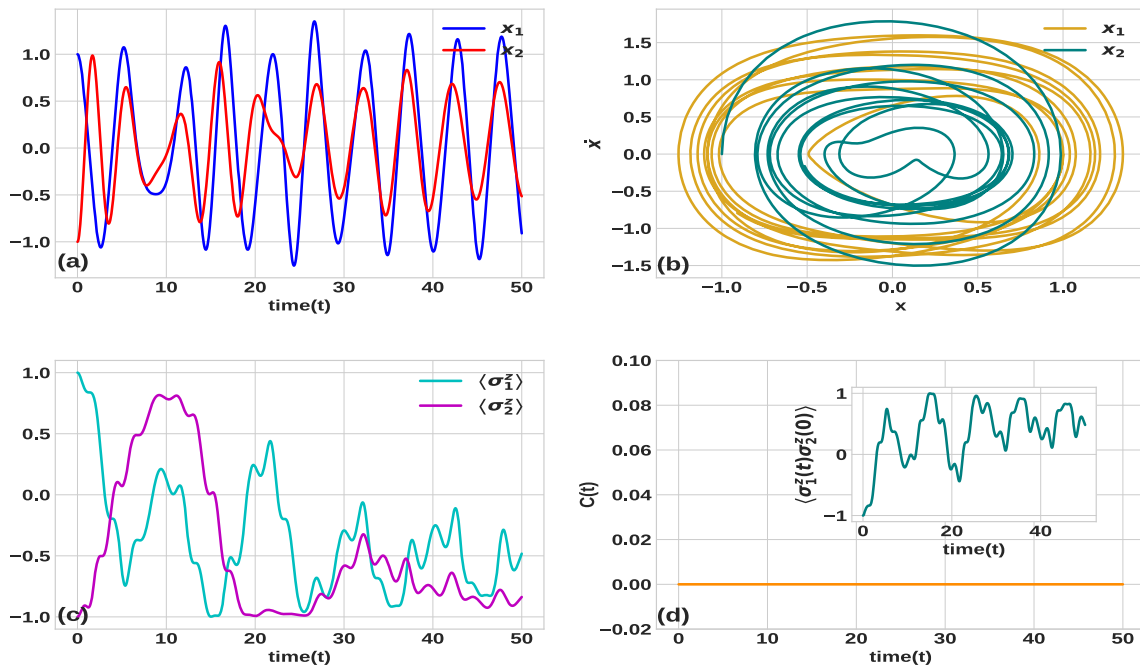 x₁
x₂
1.0
0.5
0.0
−0.5
−1.0
(a)
0 10 20 30 40 50
time(t)
x₁
x₂
1.5
1.0
0.5
0.0
−0.5
−1.0
−1.5
ẋ
(b)
−1.0 −0.5 0.0 0.5 1.0
x
⟨σ₁ᶻ⟩
⟨σ₂ᶻ⟩
1.0
0.5
0.0
−0.5
−1.0
(c)
0 10 20 30 40 50
time(t)
0.10
0.08
0.06
0.04
0.02
0.00
−0.02
C(t)
⟨σ₁ᶻ(t)σ₂ᶻ(0)⟩
1
0
−1
0 20 40
time(t)
(d)
0 10 20 30 40 50
time(t)